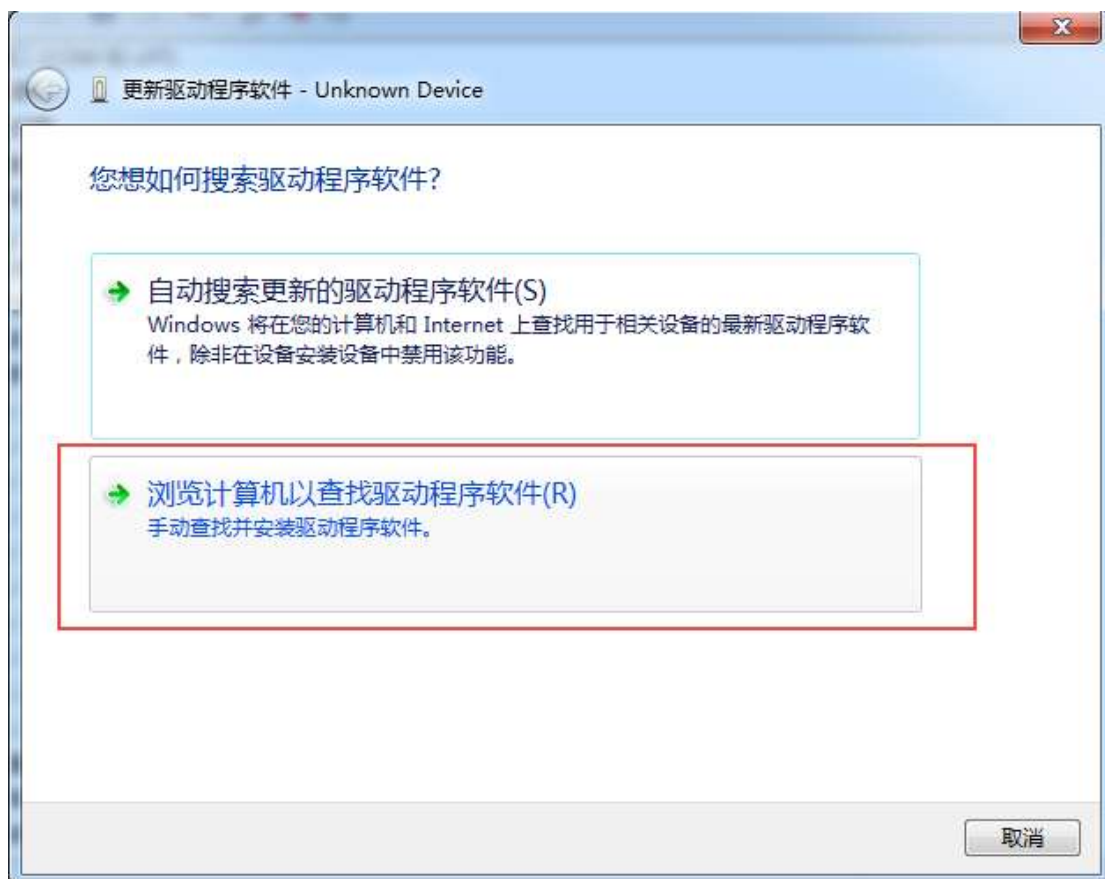 更新驱动程序软件 - Unknown Device
您想如何搜索驱动程序软件?
自动搜索更新的驱动程序软件(S)
Windows 将在您的计算机和 Internet 上查找用于相关设备的最新驱动程序软
件，除非在设备安装设备中禁用该功能。
浏览计算机以查找驱动程序软件(R)
手动查找并安装驱动程序软件。
取消